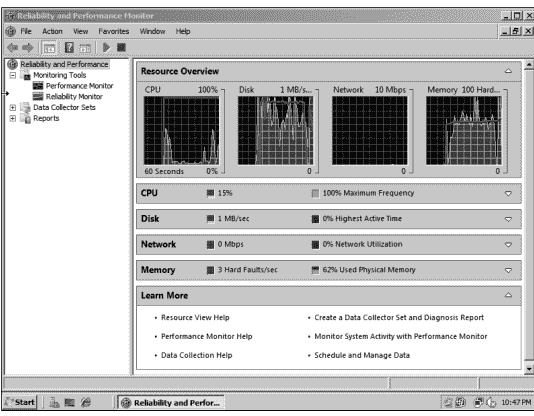 Reliability and Performance Monitor
File Action View Favorites Window Help
Reliability and Performance
Monitoring Tools
Performance Monitor
Reliability Monitor
Data Collector Sets
Reports
Resource Overview
CPU 100% Disk 1 MB/s... Network 10 Mbps Memory 100 Hard...
60 Seconds 0% 0 0 0
CPU 15% 100% Maximum Frequency
Disk 1 MB/sec 0% Highest Active Time
Network 0 Mbps 0% Network Utilization
Memory 3 Hard Faults/sec 62% Used Physical Memory
Learn More
• Resource View Help • Create a Data Collector Set and Diagnosis Report
• Performance Monitor Help • Monitor System Activity with Performance Monitor
• Data Collection Help • Schedule and Manage Data
Start Reliability and Perfor... 10:47 PM